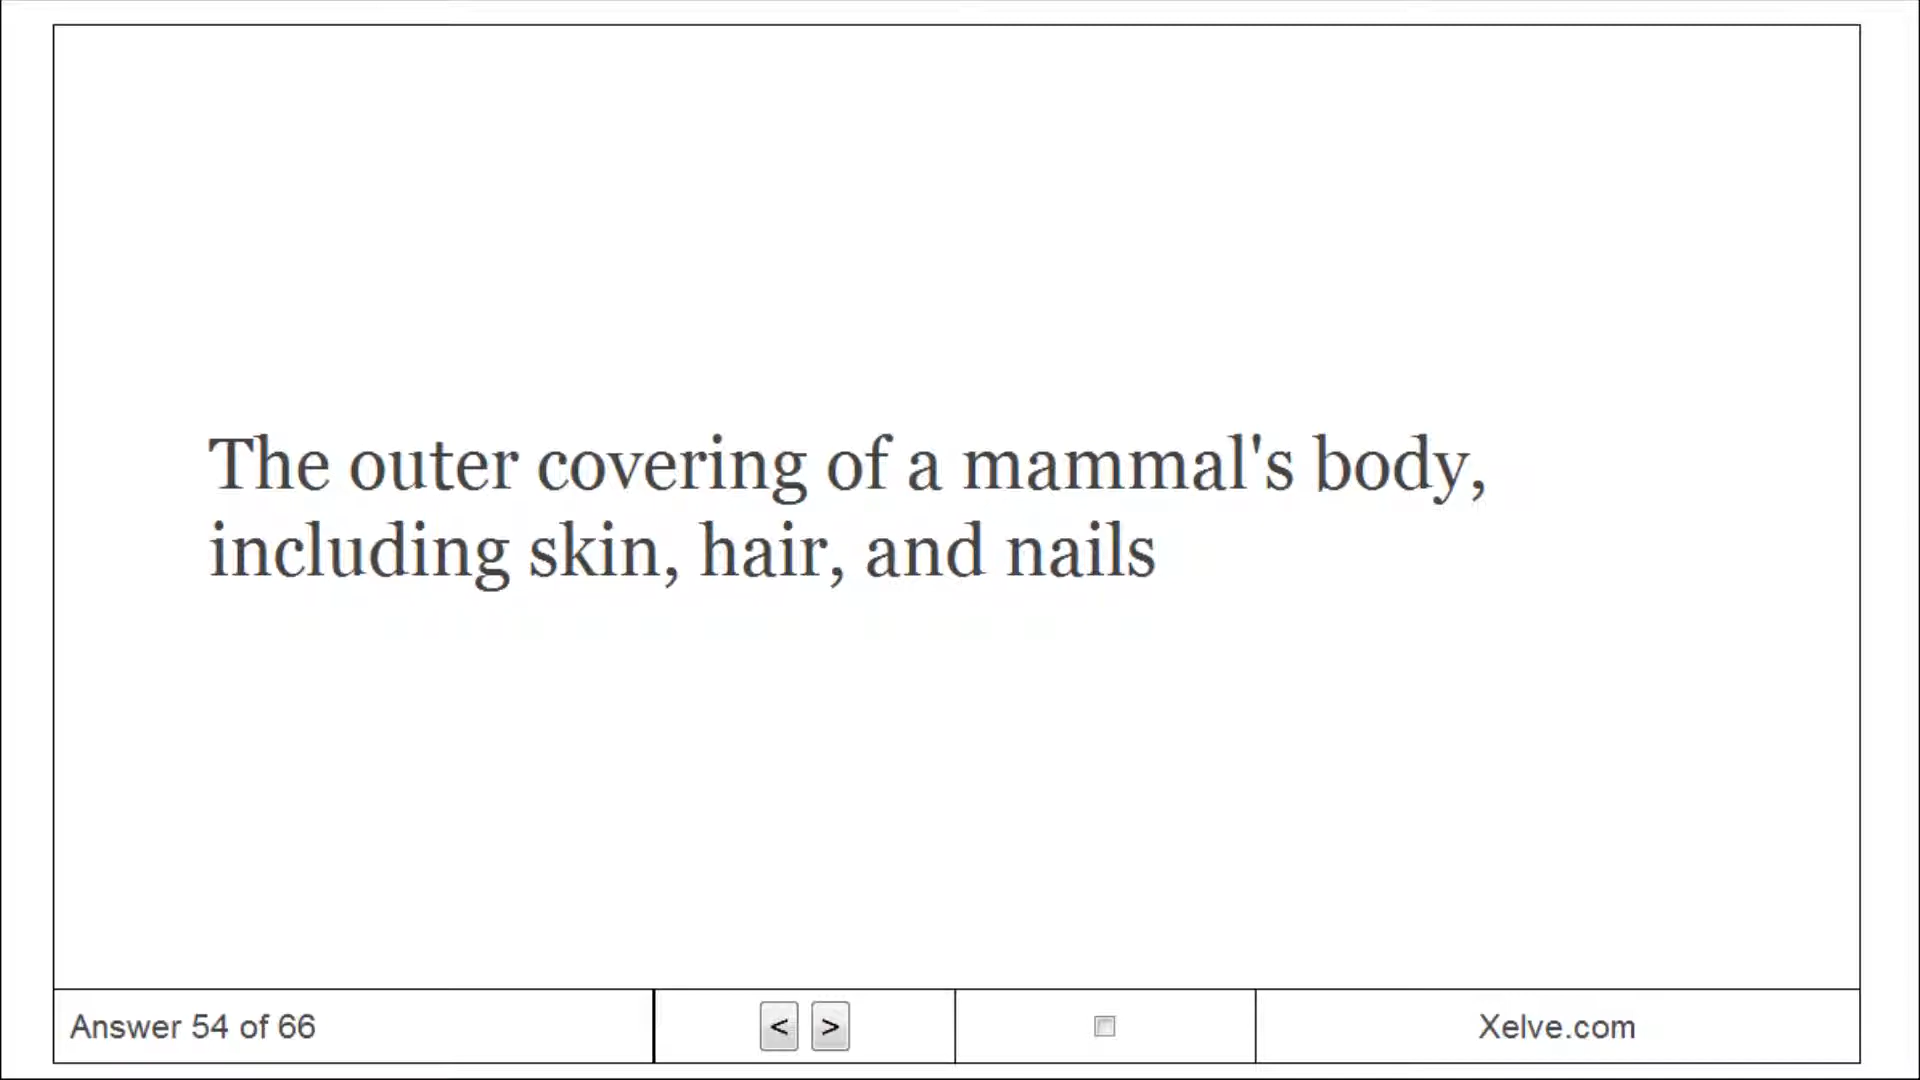 The outer covering of a mammal's body,
including skin, hair, and nails
Answer 54 of 66
< >
Xelve.com